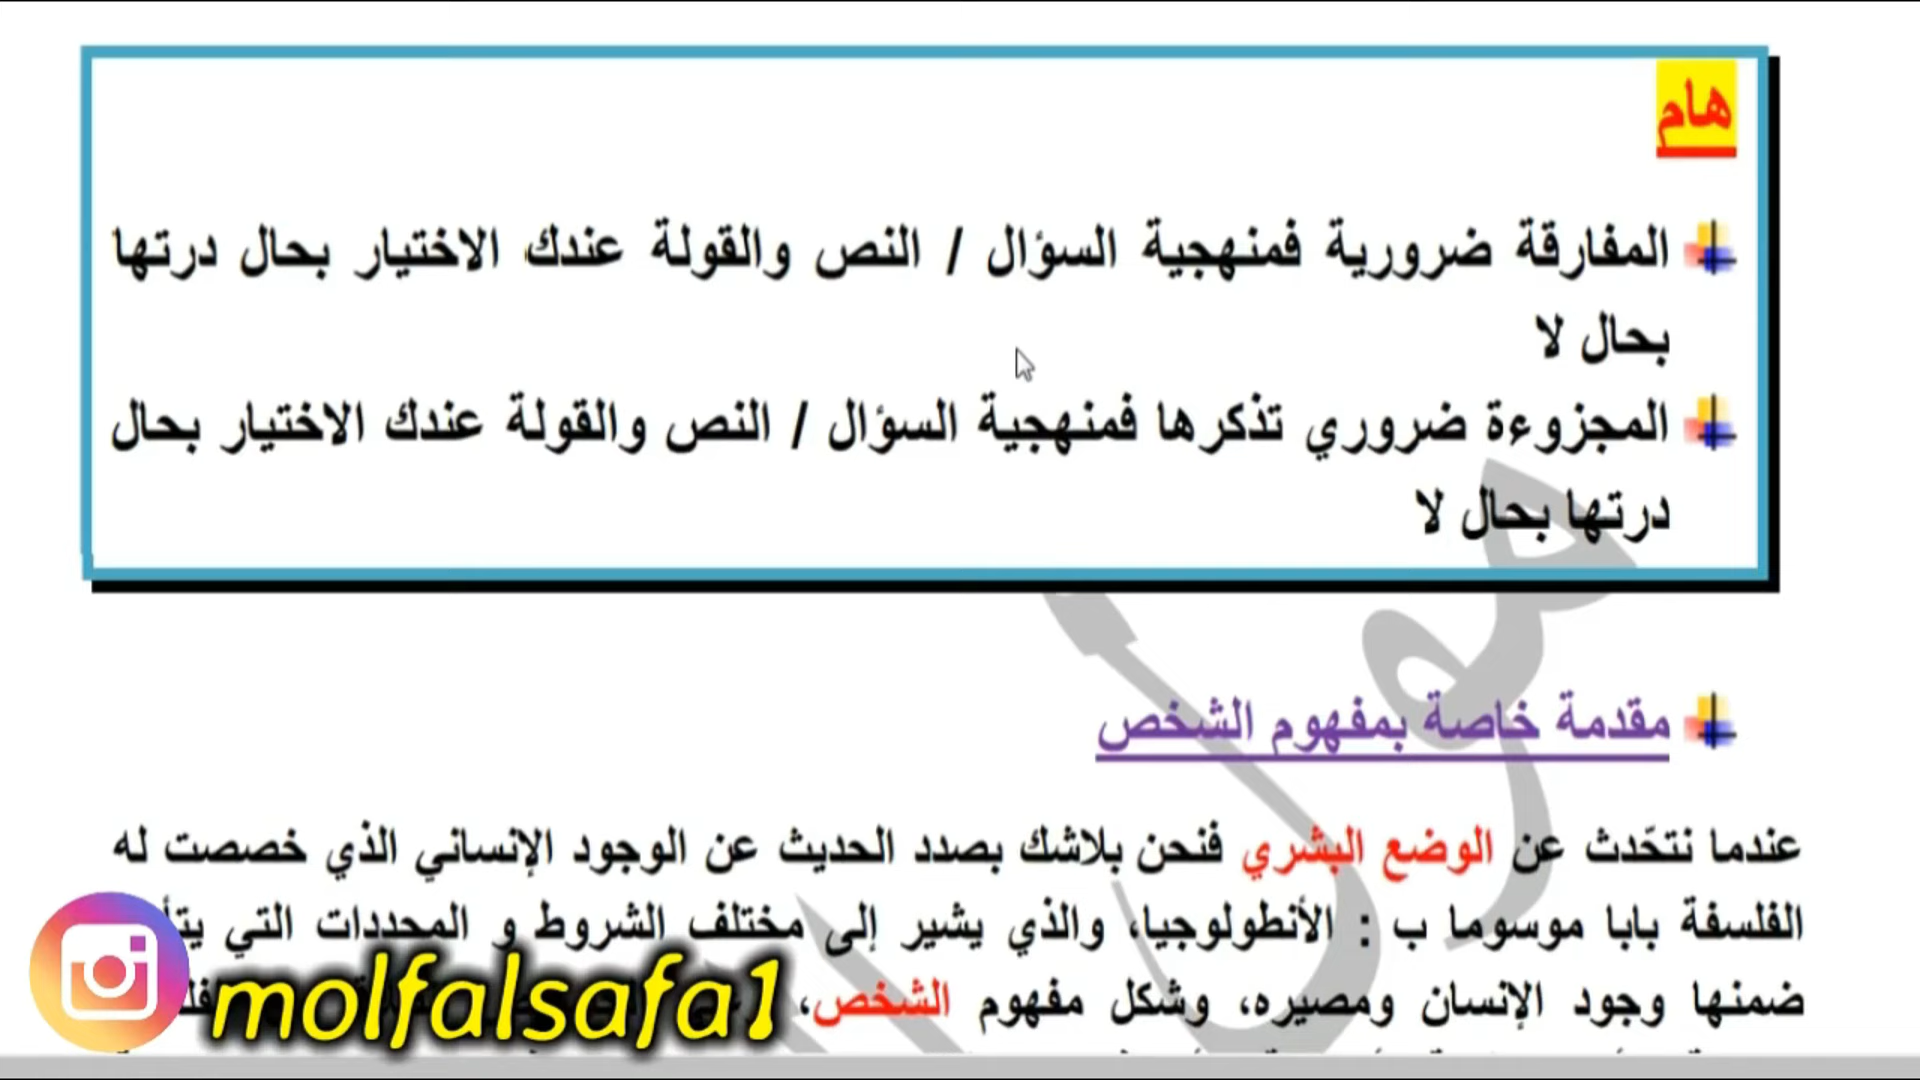 هام
المفارقة ضرورية فمنهجية السؤال / النص والقولة عندك الاختيار بحال درتها
بحال لا
المجزوءة ضروري تذكرها فمنهجية السؤال / النص والقولة عندك الاختيار بحال
درتها بحال لا
مقدمة خاصة بمفهوم الشخص
عندما نتحّدث عن الوضع البشري فنحن بلاشك بصدد الحديث عن الوجود الإنساني الذي خصصت له
الفلسفة بابا موسوما ب : الأنطولوجيا، والذي يشير إلى مختلف الشروط و المحددات التي
ضمنها وجود الإنسان ومصيره، وشكل مفهوم الشخص،
molfalsafa1